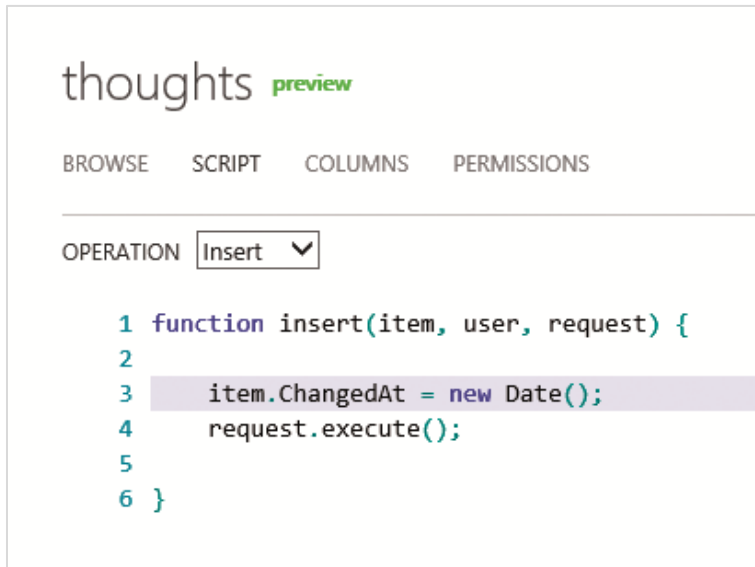 thoughts preview
BROWSE SCRIPT COLUMNS PERMISSIONS
OPERATION Insert
1 function insert(item, user, request) {
2
3     item.ChangedAt = new Date();
4     request.execute();
5
6 }